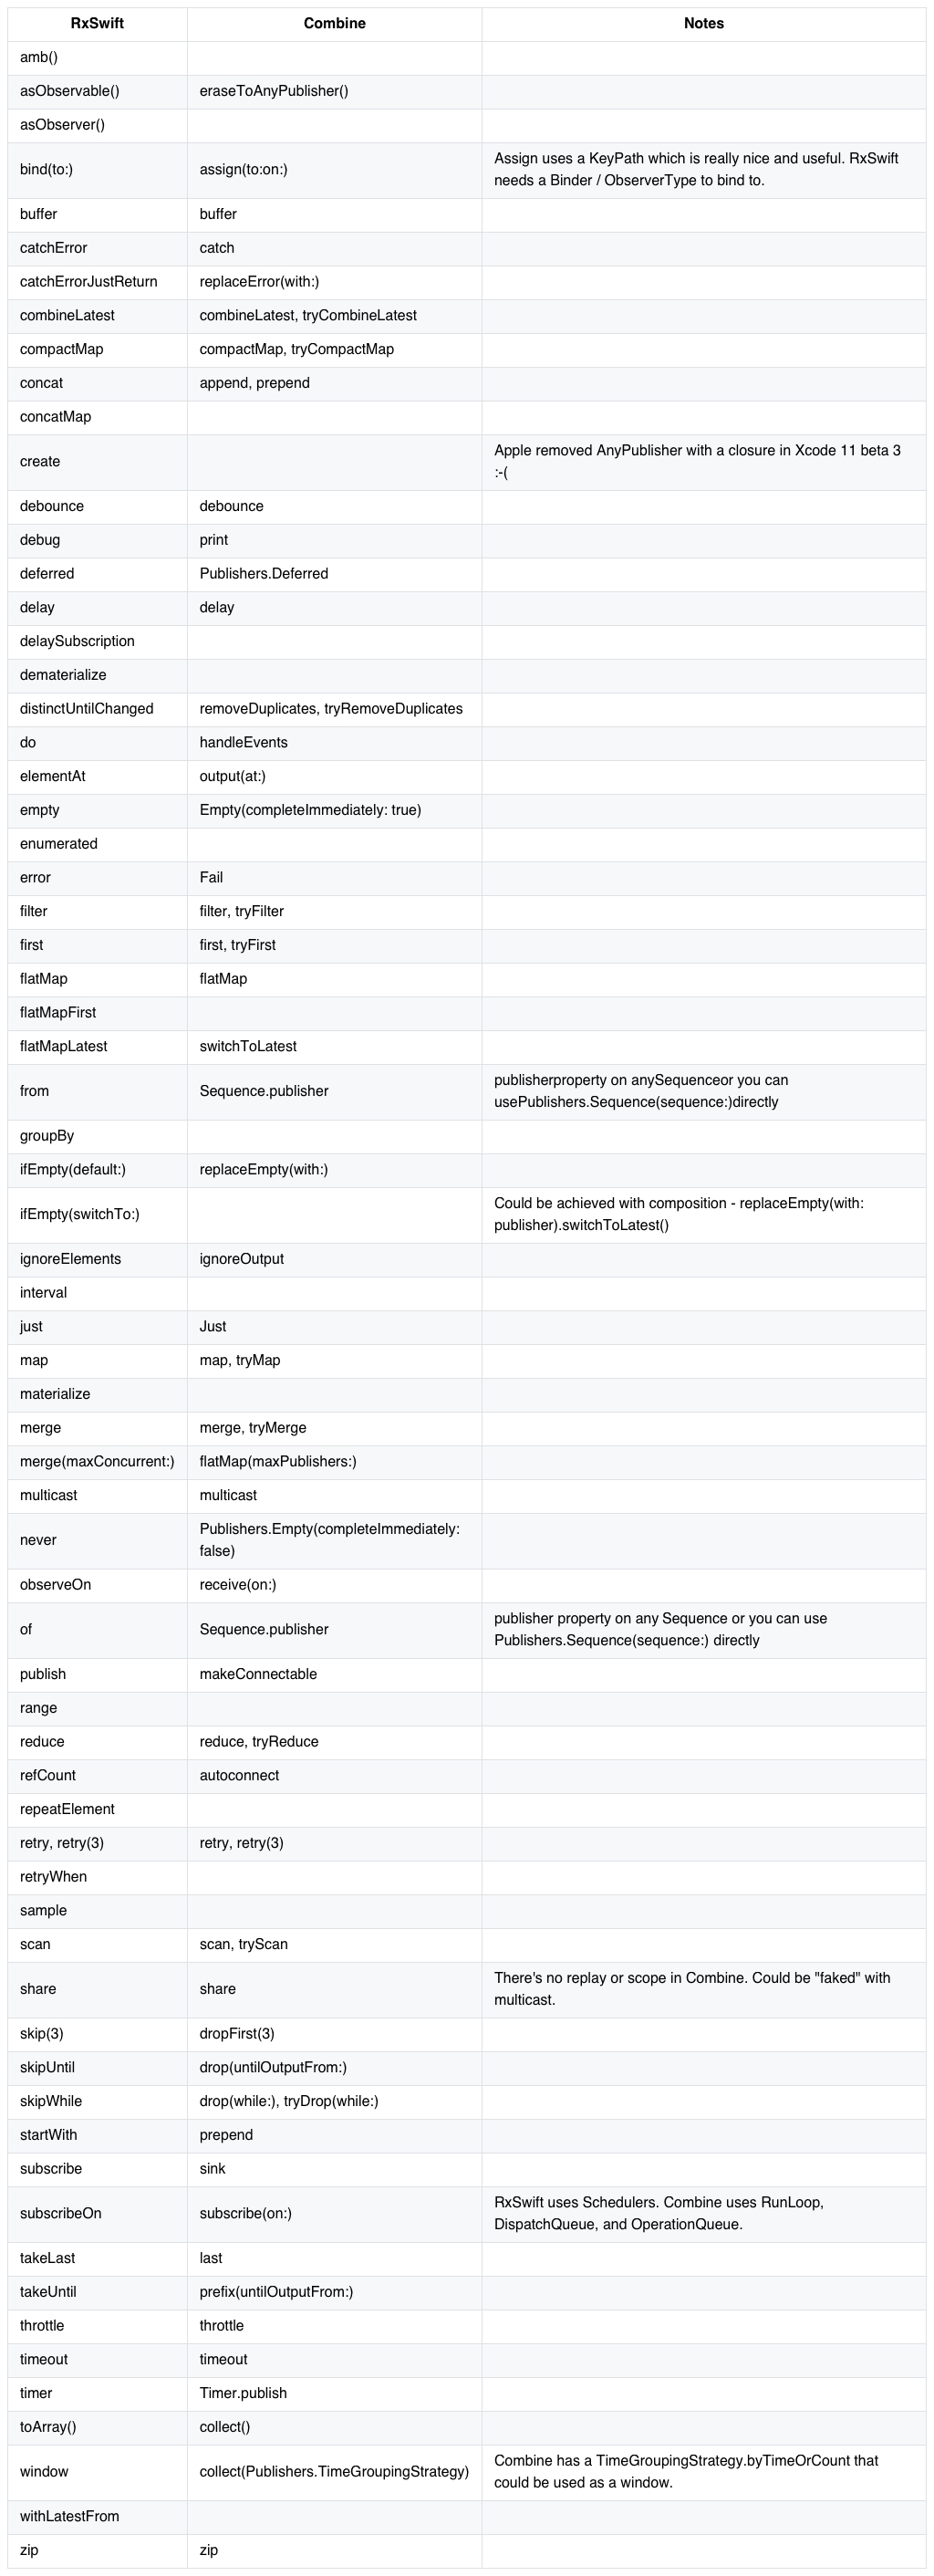 RxSwift Combine Notes
amb()
asObservable() eraseToAnyPublisher()
asObserver()
bind(to:) assign(to:on:) Assign uses a KeyPath which is really nice and useful. RxSwift
needs a Binder / ObserverType to bind to.
buffer buffer
catchError catch
catchErrorJustReturn replaceError(with:)
combineLatest combineLatest, tryCombineLatest
compactMap compactMap, tryCompactMap
concat append, prepend
concatMap
create Apple removed AnyPublisher with a closure in Xcode 11 beta 3
:-(
debounce debounce
debug print
deferred Publishers.Deferred
delay delay
delaySubscription
dematerialize
distinctUntilChanged removeDuplicates, tryRemoveDuplicates
do handleEvents
elementAt output(at:)
empty Empty(completeImmediately: true)
enumerated
error Fail
filter filter, tryFilter
first first, tryFirst
flatMap flatMap
flatMapFirst
flatMapLatest switchToLatest
from Sequence.publisher publisherproperty on anySequenceor you can
usePublishers.Sequence(sequence:)directly
groupBy
ifEmpty(default:) replaceEmpty(with:)
ifEmpty(switchTo:) Could be achieved with composition - replaceEmpty(with:
publisher).switchToLatest()
ignoreElements ignoreOutput
interval
just Just
map map, tryMap
materialize
merge merge, tryMerge
merge(maxConcurrent:) flatMap(maxPublishers:)
multicast multicast
never Publishers.Empty(completeImmediately:
false)
observeOn receive(on:)
of Sequence.publisher publisher property on any Sequence or you can use
Publishers.Sequence(sequence:) directly
publish makeConnectable
range
reduce reduce, tryReduce
refCount autoconnect
repeatElement
retry, retry(3) retry, retry(3)
retryWhen
sample
scan scan, tryScan
share share There's no replay or scope in Combine. Could be "faked" with
multicast.
skip(3) dropFirst(3)
skipUntil drop(untilOutputFrom:)
skipWhile drop(while:), tryDrop(while:)
startWith prepend
subscribe sink
subscribeOn subscribe(on:) RxSwift uses Schedulers. Combine uses RunLoop,
DispatchQueue, and OperationQueue.
takeLast last
takeUntil prefix(untilOutputFrom:)
throttle throttle
timeout timeout
timer Timer.publish
toArray() collect()
window collect(Publishers.TimeGroupingStrategy) Combine has a TimeGroupingStrategy.byTimeOrCount that
could be used as a window.
withLatestFrom
zip zip